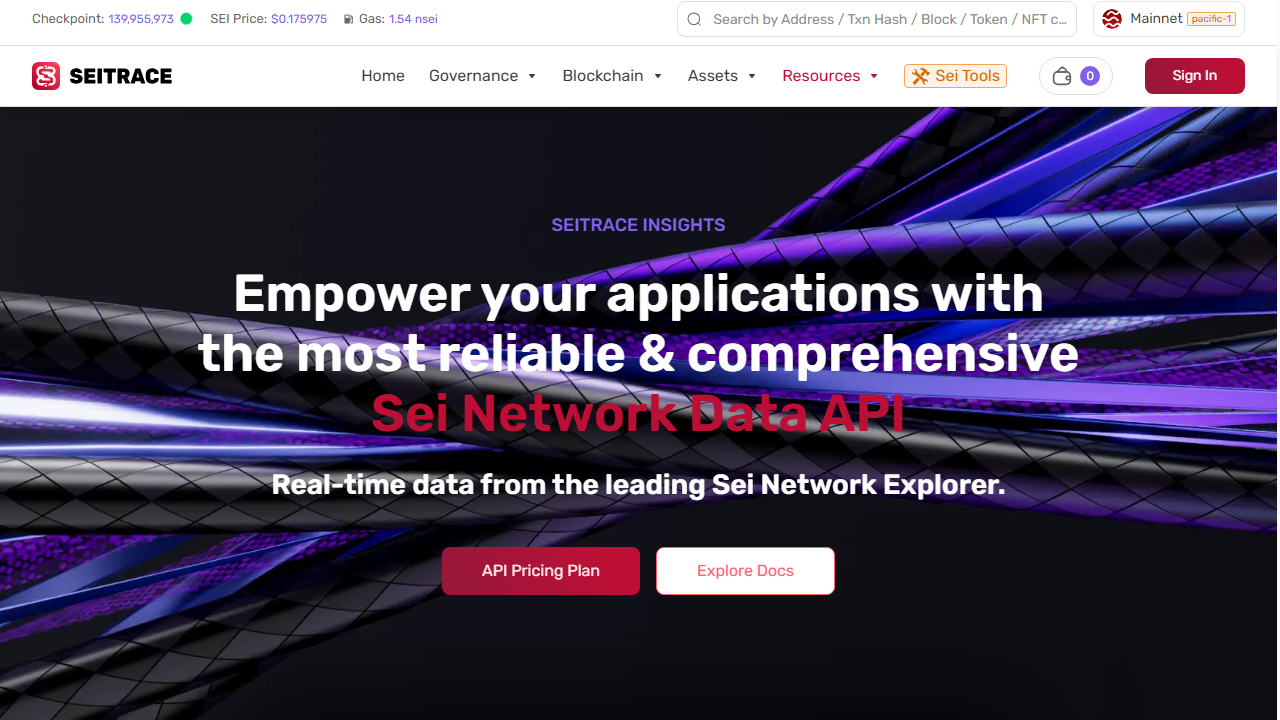 Checkpoint: 139,955,973 SEI Price: $0.175975 Gas: 1.54 nsei Search by Address / Txn Hash / Block / Token / NFT c... Mainnet pacific-1
SEITRACE Home Governance Blockchain Assets Resources Sei Tools 0 Sign In
SEITRACE INSIGHTS
Empower your applications with
the most reliable & comprehensive
Sei Network Data API
Real-time data from the leading Sei Network Explorer.
API Pricing Plan Explore Docs